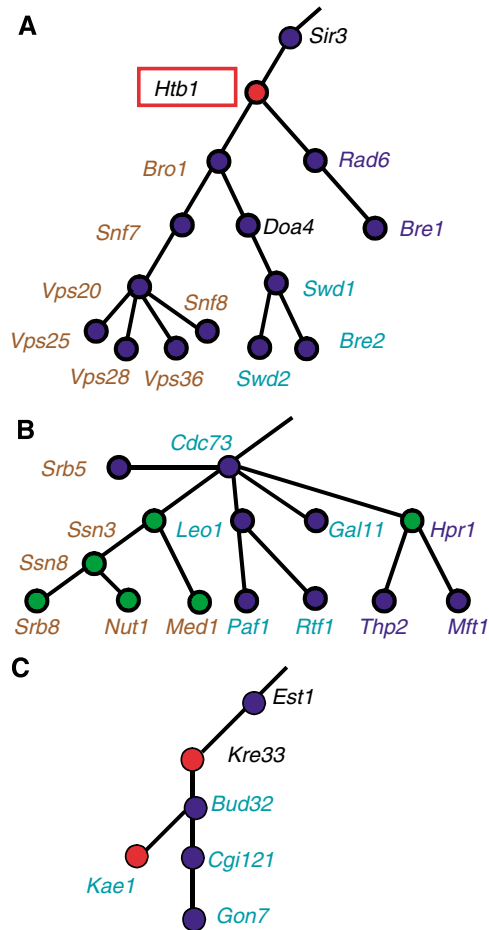 A
Sir3
Htb1
Bro1
Rad6
Snf7
Doa4
Bre1
Vps20
Snf8
Swd1
Vps25
Bre2
Vps28
Vps36
Swd2
B
Cdc73
Srb5
Ssn3
Leo1
Gal11
Hpr1
Ssn8
Srb8
Nut1
Med1
Paf1
Rtf1
Thp2
Mft1
C
Est1
Kre33
Bud32
Cgi121
Kae1
Gon7